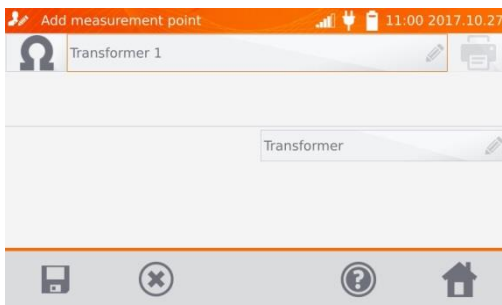 Add measurement point 11:00 2017.10.27
Ω Transformer 1
Transformer
?